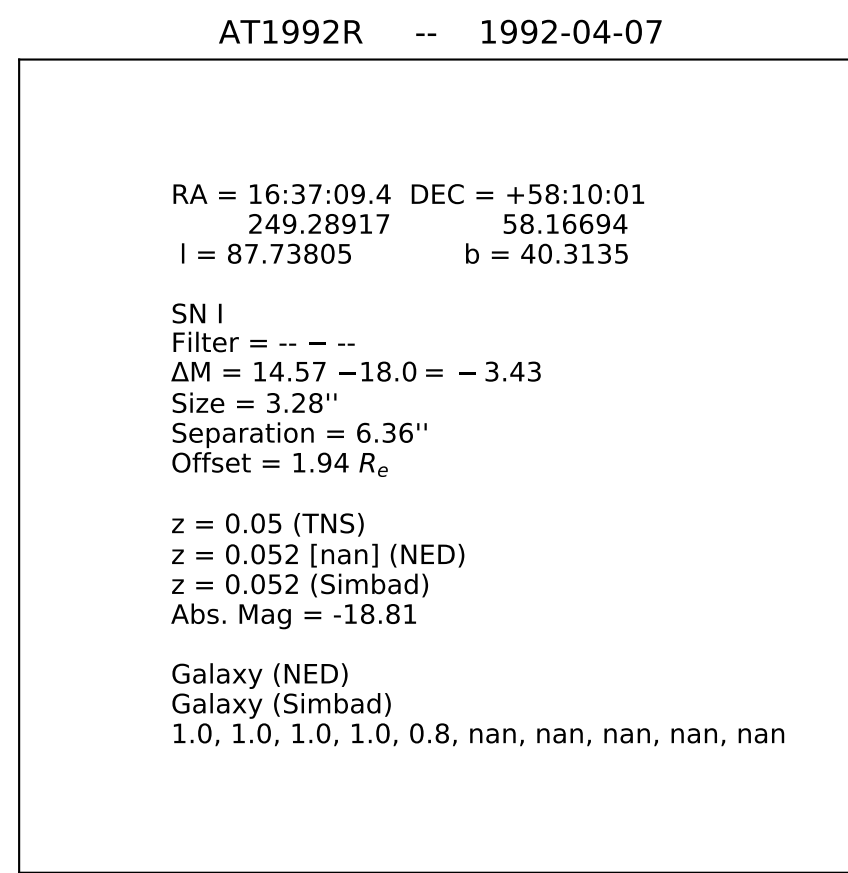 AT1992R -- 1992-04-07
RA = 16:37:09.4 DEC = +58:10:01
249.28917 58.16694
l = 87.73805 b = 40.3135
SN I
Filter = -- − --
ΔM = 14.57 −18.0 = − 3.43
Size = 3.28''
Separation = 6.36''
Offset = 1.94 Rₑ
z = 0.05 (TNS)
z = 0.052 [nan] (NED)
z = 0.052 (Simbad)
Abs. Mag = -18.81
Galaxy (NED)
Galaxy (Simbad)
1.0, 1.0, 1.0, 1.0, 0.8, nan, nan, nan, nan, nan